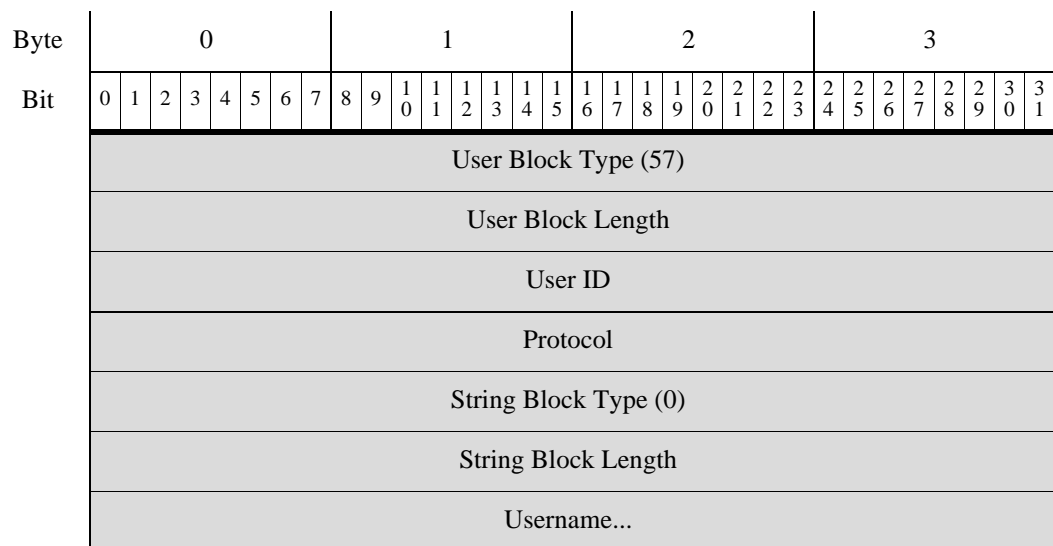 Byte 0 1 2 3
Bit 0 1 2 3 4 5 6 7 8 9 10 11 12 13 14 15 16 17 18 19 20 21 22 23 24 25 26 27 28 29 30 31
User Block Type (57)
User Block Length
User ID
Protocol
String Block Type (0)
String Block Length
Username...